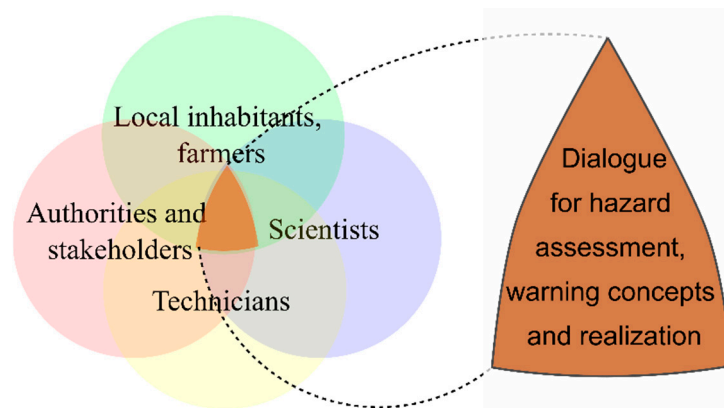 Local inhabitants,
farmers
Authorities and
stakeholders
Scientists
Technicians
Dialogue
for hazard
assessment,
warning concepts
and realization